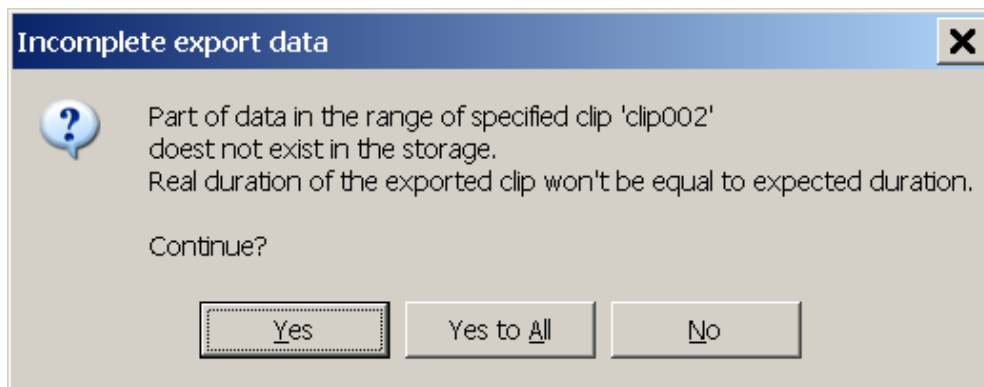 Incomplete export data
Part of data in the range of specified clip 'clip002'
doest not exist in the storage.
Real duration of the exported clip won't be equal to expected duration.
Continue?
Yes
Yes to All
No